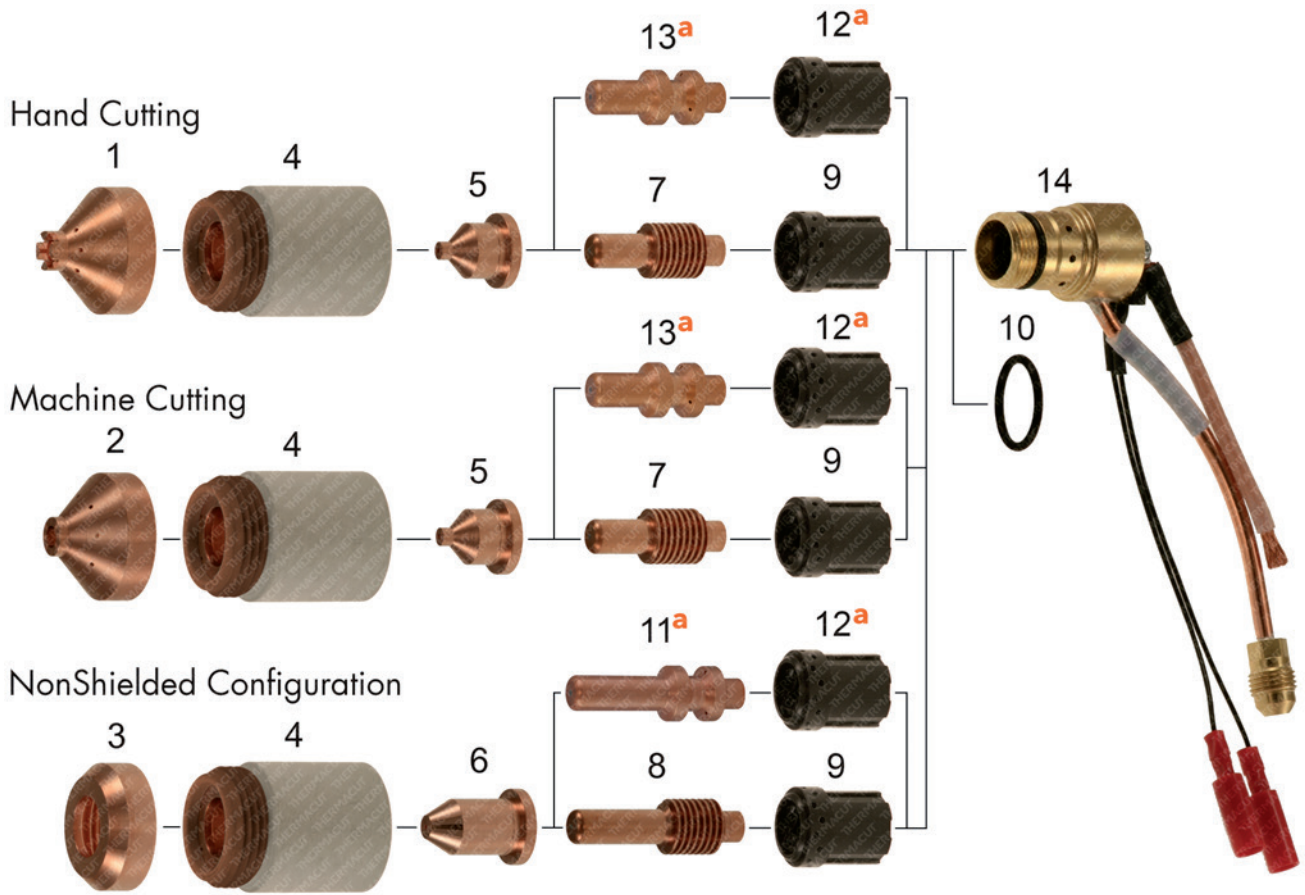 13a 12a
Hand Cutting
1 4 5 7 9 14
13a 12a 10
Machine Cutting
2 4 5 7 9
11a 12a
NonShielded Configuration
3 4 6 8 9